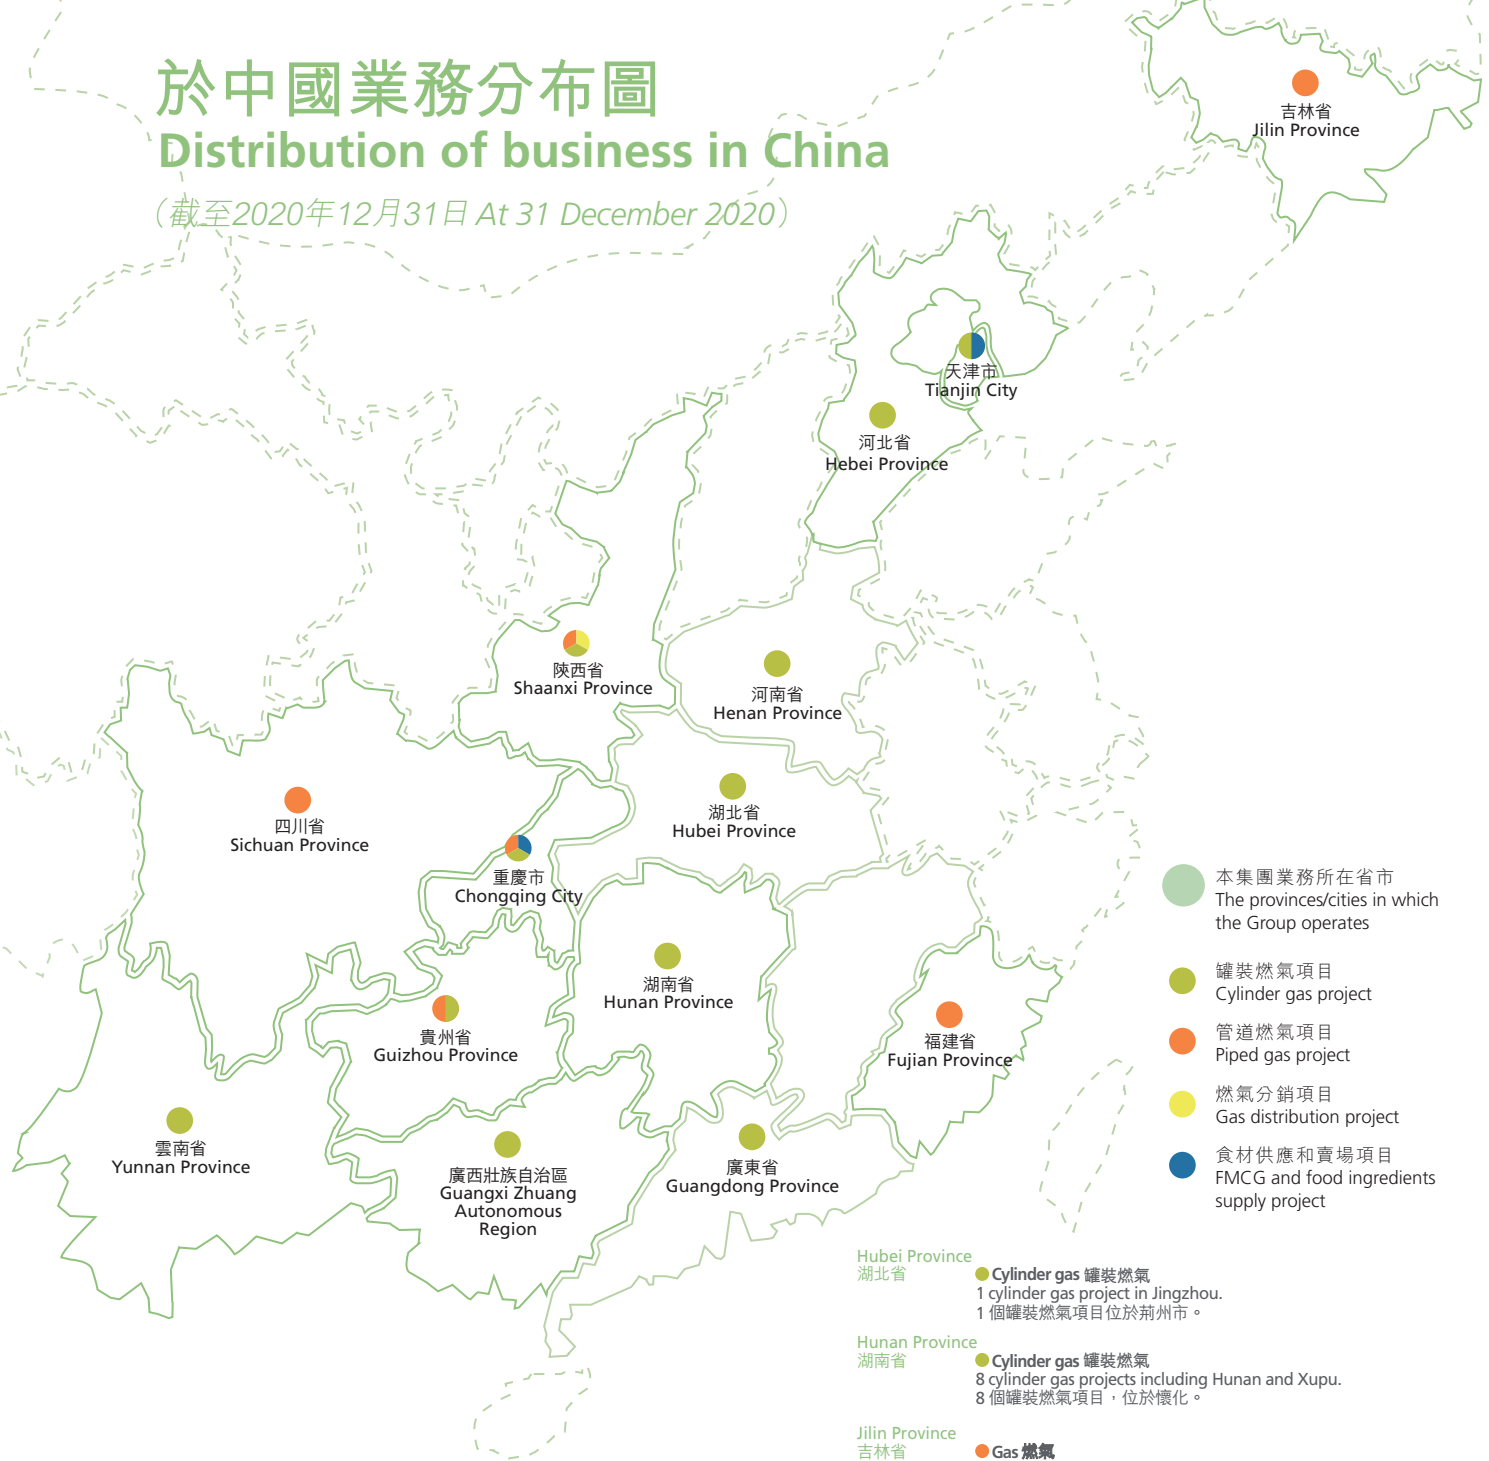 於中國業務分布圖
Distribution of business in China
（截至2020年12月31日 At 31 December 2020）
吉林省
Jilin Province
天津市
Tianjin City
河北省
Hebei Province
陝西省
Shaanxi Province
河南省
Henan Province
湖北省
Hubei Province
四川省
Sichuan Province
重慶市
Chongqing City
湖南省
Hunan Province
貴州省
Guizhou Province
福建省
Fujian Province
雲南省
Yunnan Province
廣西壯族自治區
Guangxi Zhuang
Autonomous
Region
廣東省
Guangdong Province
本集團業務所在省市
The provinces/cities in which
the Group operates
罐裝燃氣項目
Cylinder gas project
管道燃氣項目
Piped gas project
燃氣分銷項目
Gas distribution project
食材供應和賣場項目
FMCG and food ingredients
supply project
Hubei Province
湖北省
Cylinder gas 罐裝燃氣
1 cylinder gas project in Jingzhou.
1 個罐裝燃氣項目位於荊州市。
Hunan Province
湖南省
Cylinder gas 罐裝燃氣
8 cylinder gas projects including Hunan and Xupu.
8 個罐裝燃氣項目，位於懷化。
Jilin Province
吉林省
Gas 燃氣